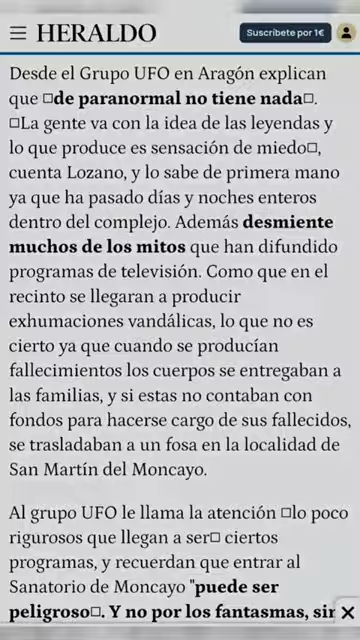 HERALDO
Suscríbete por 1€
Desde el Grupo UFO en Aragón explican
que □de paranormal no tiene nada□.
□La gente va con la idea de las leyendas y
lo que produce es sensación de miedo□,
cuenta Lozano, y lo sabe de primera mano
ya que ha pasado días y noches enteros
dentro del complejo. Además desmiente
muchos de los mitos que han difundido
programas de televisión. Como que en el
recinto se llegaran a producir
exhumaciones vandálicas, lo que no es
cierto ya que cuando se producían
fallecimientos los cuerpos se entregaban a
las familias, y si estas no contaban con
fondos para hacerse cargo de sus fallecidos,
se trasladaban a un fosa en la localidad de
San Martín del Moncayo.
Al grupo UFO le llama la atención □lo poco
rigurosos que llegan a ser□ ciertos
programas, y recuerdan que entrar al
Sanatorio de Moncayo "puede ser
peligroso□. Y no por los fantasmas, sin